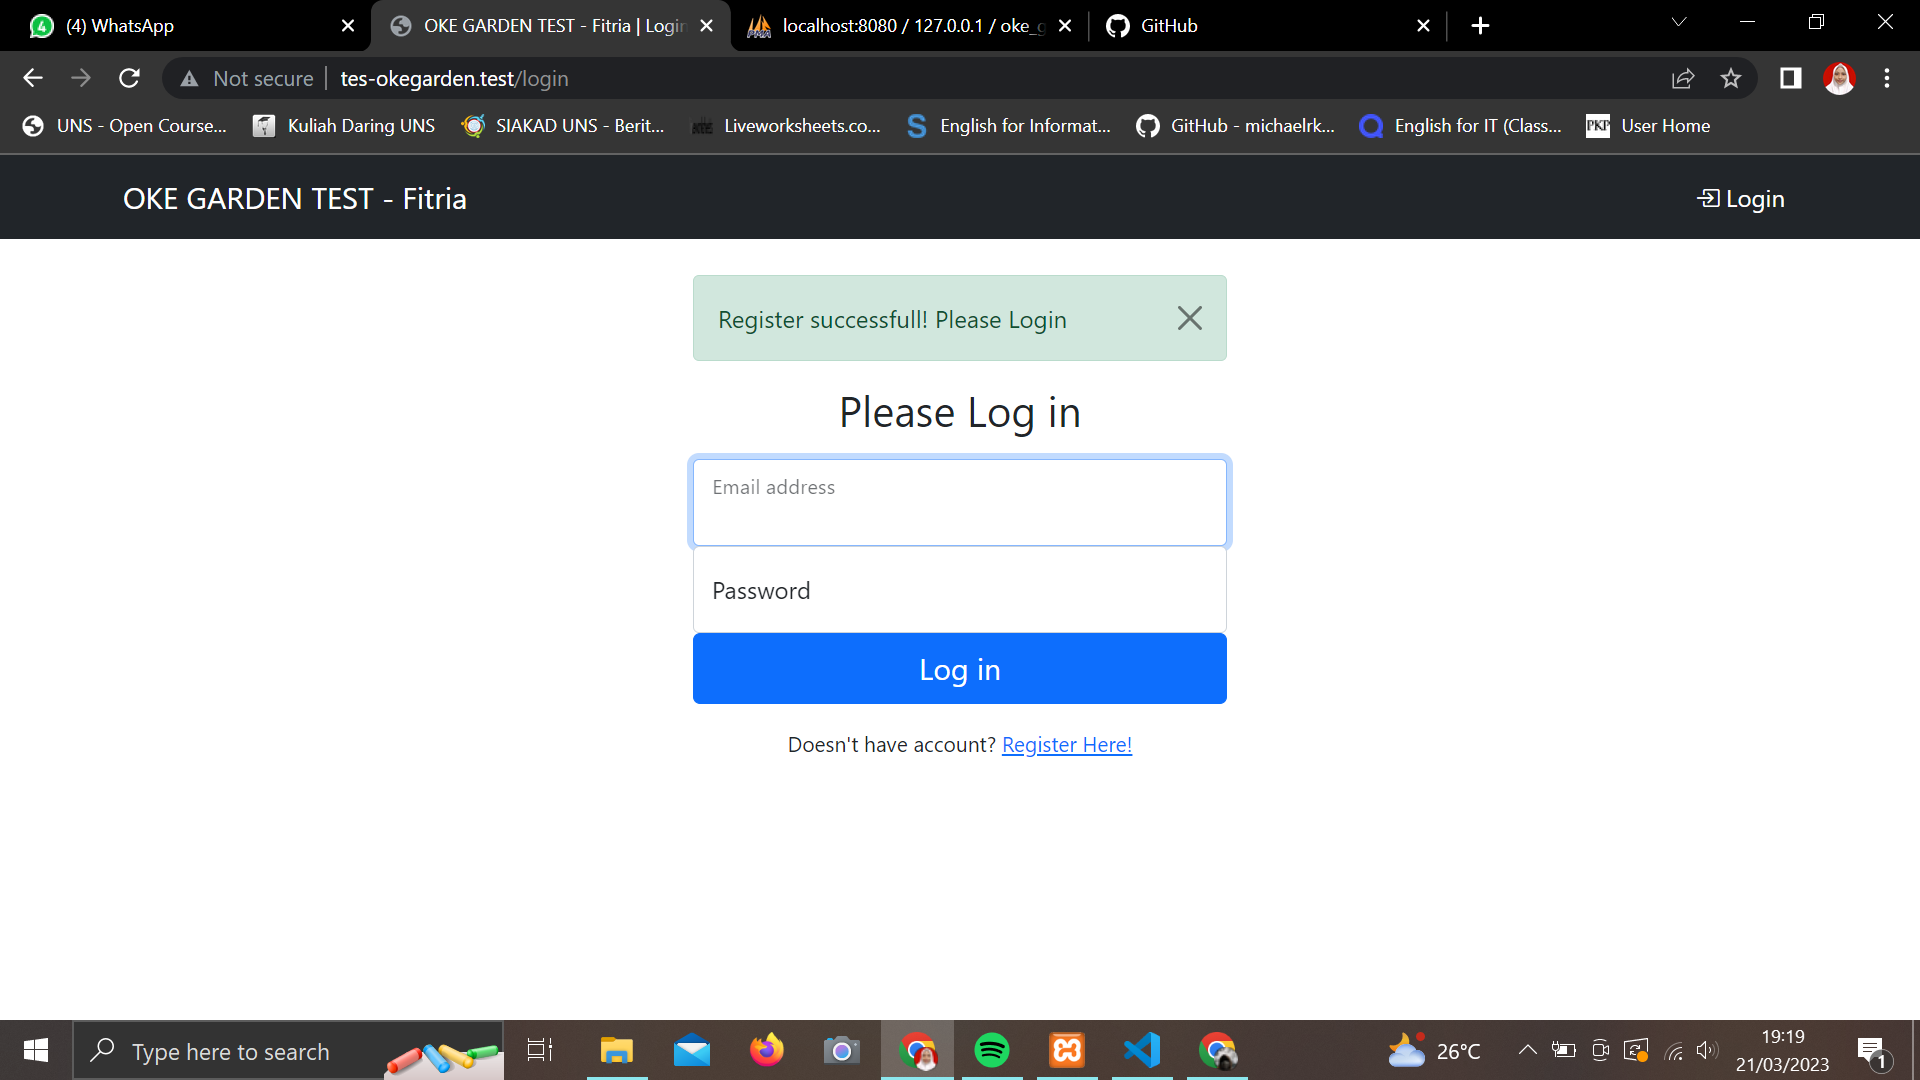 (4) WhatsApp
OKE GARDEN TEST - Fitria | Login
localhost:8080 / 127.0.0.1 / oke_g
GitHub
Not secure
tes-okegarden.test/login
UNS - Open Course...
Kuliah Daring UNS
SIAKAD UNS - Berit...
Liveworksheets.co...
English for Informat...
GitHub - michaelrk...
English for IT (Class...
PKP
User Home
OKE GARDEN TEST - Fitria
Login
Register successfull! Please Login
Please Log in
Email address
Password
Log in
Doesn't have account? Register Here!
Type here to search
26°C
19:19
21/03/2023
1